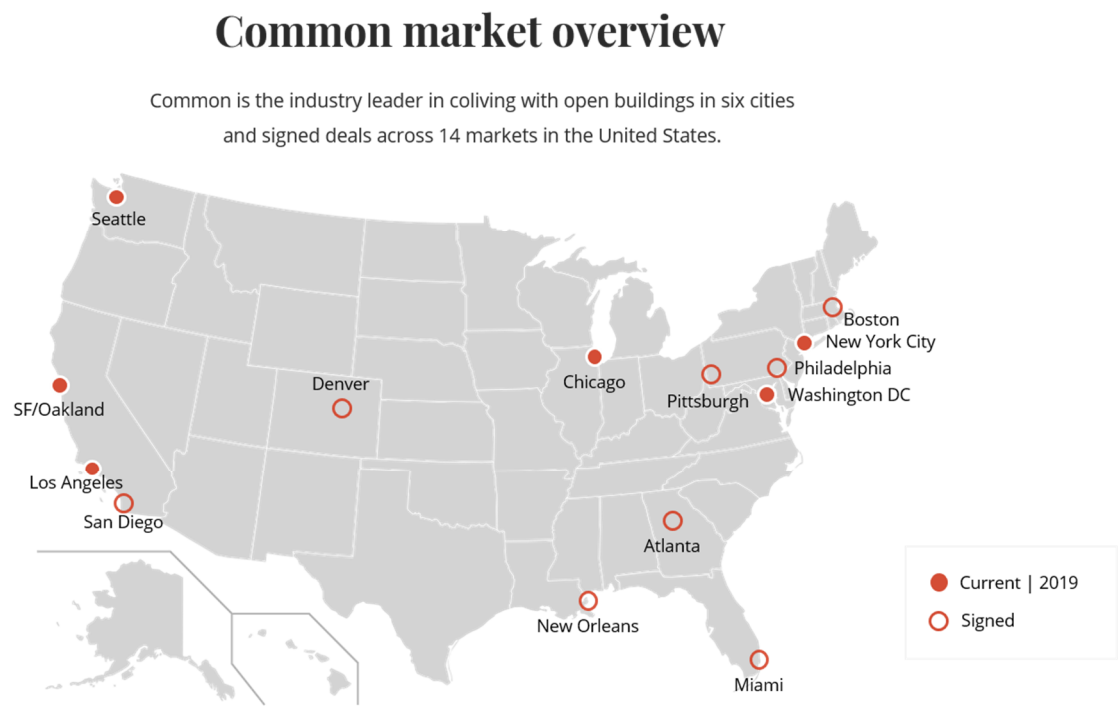 Common market overview
Common is the industry leader in coliving with open buildings in six cities
and signed deals across 14 markets in the United States.
Seattle
Boston
New York City
Philadelphia
Chicago
Denver
Washington DC
Pittsburgh
SF/Oakland
Los Angeles
San Diego
Atlanta
Current | 2019
Signed
New Orleans
Miami